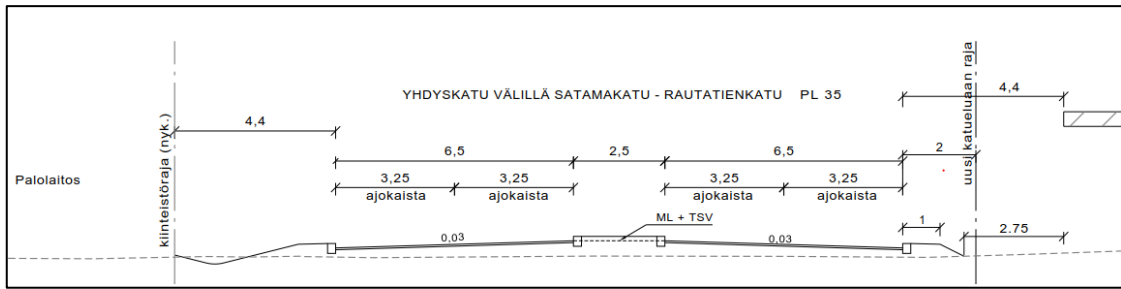 YHDYSKATU VÄLILLÄ SATAMAKATU - RAUTATIENKATU PL 35
4,4
4,4
kiinteistöraja (nyk.)
uusi katueluaan raja
6,5
2,5
6,5
2
Palolaitos
3,25
3,25
3,25
3,25
ajokaista
ajokaista
ajokaista
ajokaista
ML + TSV
1
0,03
0,03
2.75